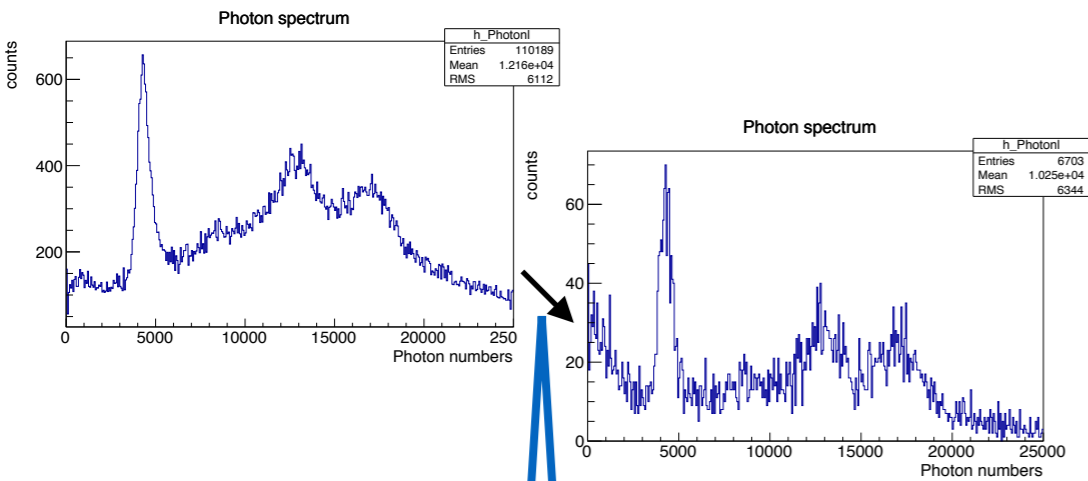 Photon spectrum
h_PhotonI
Entries 110189
Mean 1.216e+04
RMS 6112
counts
600
400
200
0 5000 10000 15000 20000 250
Photon numbers
Photon spectrum
h_PhotonI
Entries 6703
Mean 1.025e+04
RMS 6344
counts
60
40
20
0
0 5000 10000 15000 20000 25000
Photon numbers